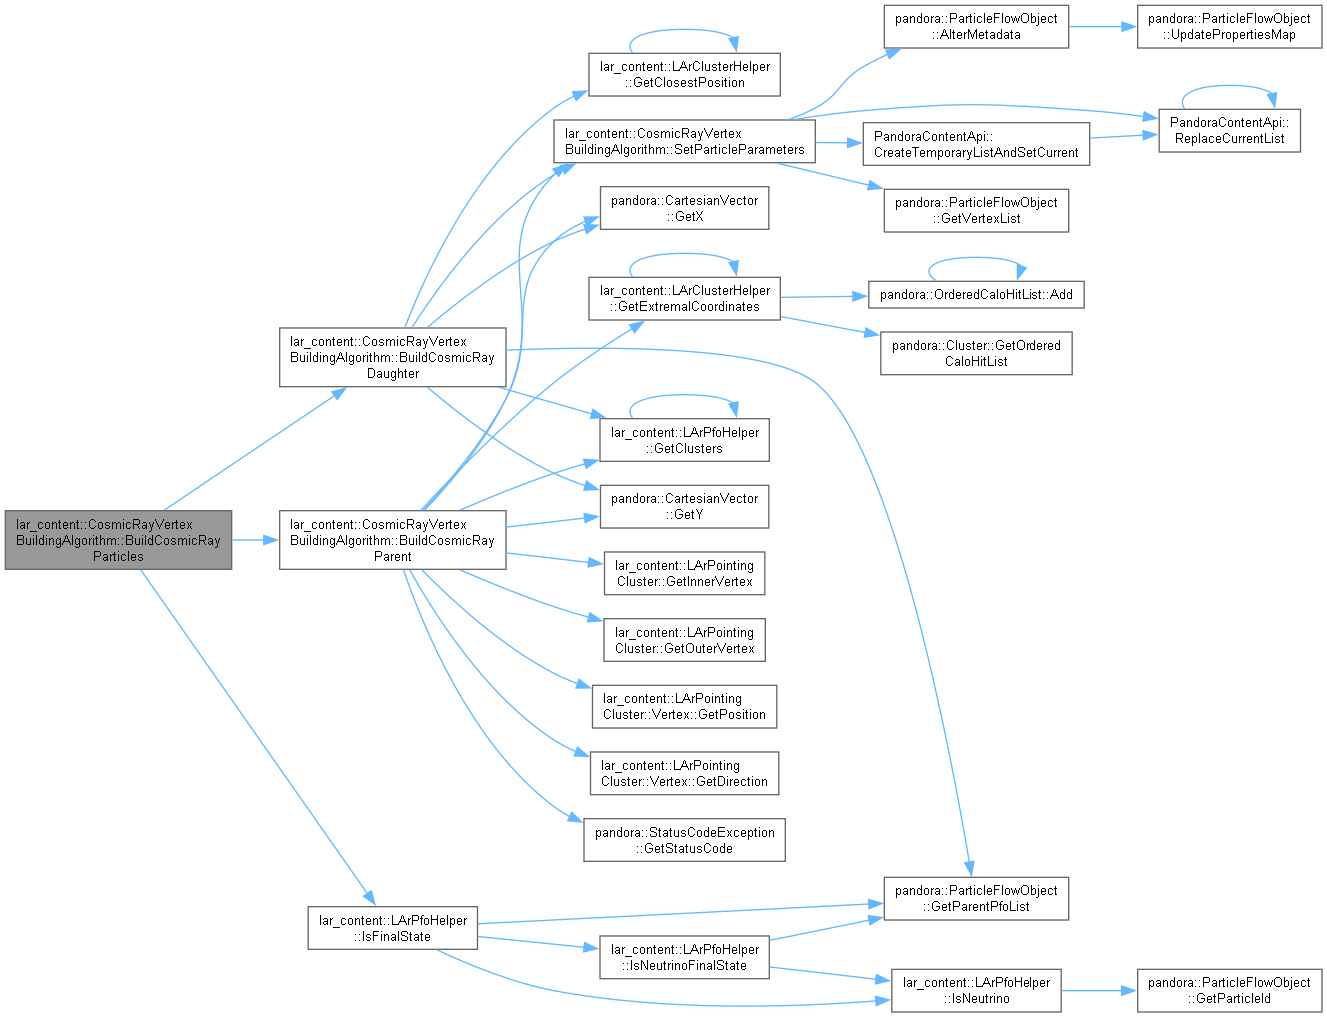 lar_content::CosmicRayVertex
BuildingAlgorithm::BuildCosmicRay
Particles
lar_content::CosmicRayVertex
BuildingAlgorithm::BuildCosmicRay
Daughter
lar_content::CosmicRayVertex
BuildingAlgorithm::BuildCosmicRay
Parent
lar_content::LArPfoHelper
::IsFinalState
lar_content::LArClusterHelper
::GetClosestPosition
lar_content::CosmicRayVertex
BuildingAlgorithm::SetParticleParameters
pandora::CartesianVector
::GetX
lar_content::LArClusterHelper
::GetExtremalCoordinates
lar_content::LArPfoHelper
::GetClusters
pandora::CartesianVector
::GetY
lar_content::LArPointing
Cluster::GetInnerVertex
lar_content::LArPointing
Cluster::GetOuterVertex
lar_content::LArPointing
Cluster::Vertex::GetPosition
lar_content::LArPointing
Cluster::Vertex::GetDirection
pandora::StatusCodeException
::GetStatusCode
lar_content::LArPfoHelper
::IsNeutrinoFinalState
pandora::ParticleFlowObject
::AlterMetadata
PandoraContentApi::
CreateTemporaryListAndSetCurrent
pandora::ParticleFlowObject
::GetVertexList
pandora::OrderedCaloHitList::Add
pandora::Cluster::GetOrdered
CaloHitList
pandora::ParticleFlowObject
::GetParentPfoList
lar_content::LArPfoHelper
::IsNeutrino
pandora::ParticleFlowObject
::UpdatePropertiesMap
PandoraContentApi::
ReplaceCurrentList
pandora::ParticleFlowObject
::GetParticleId